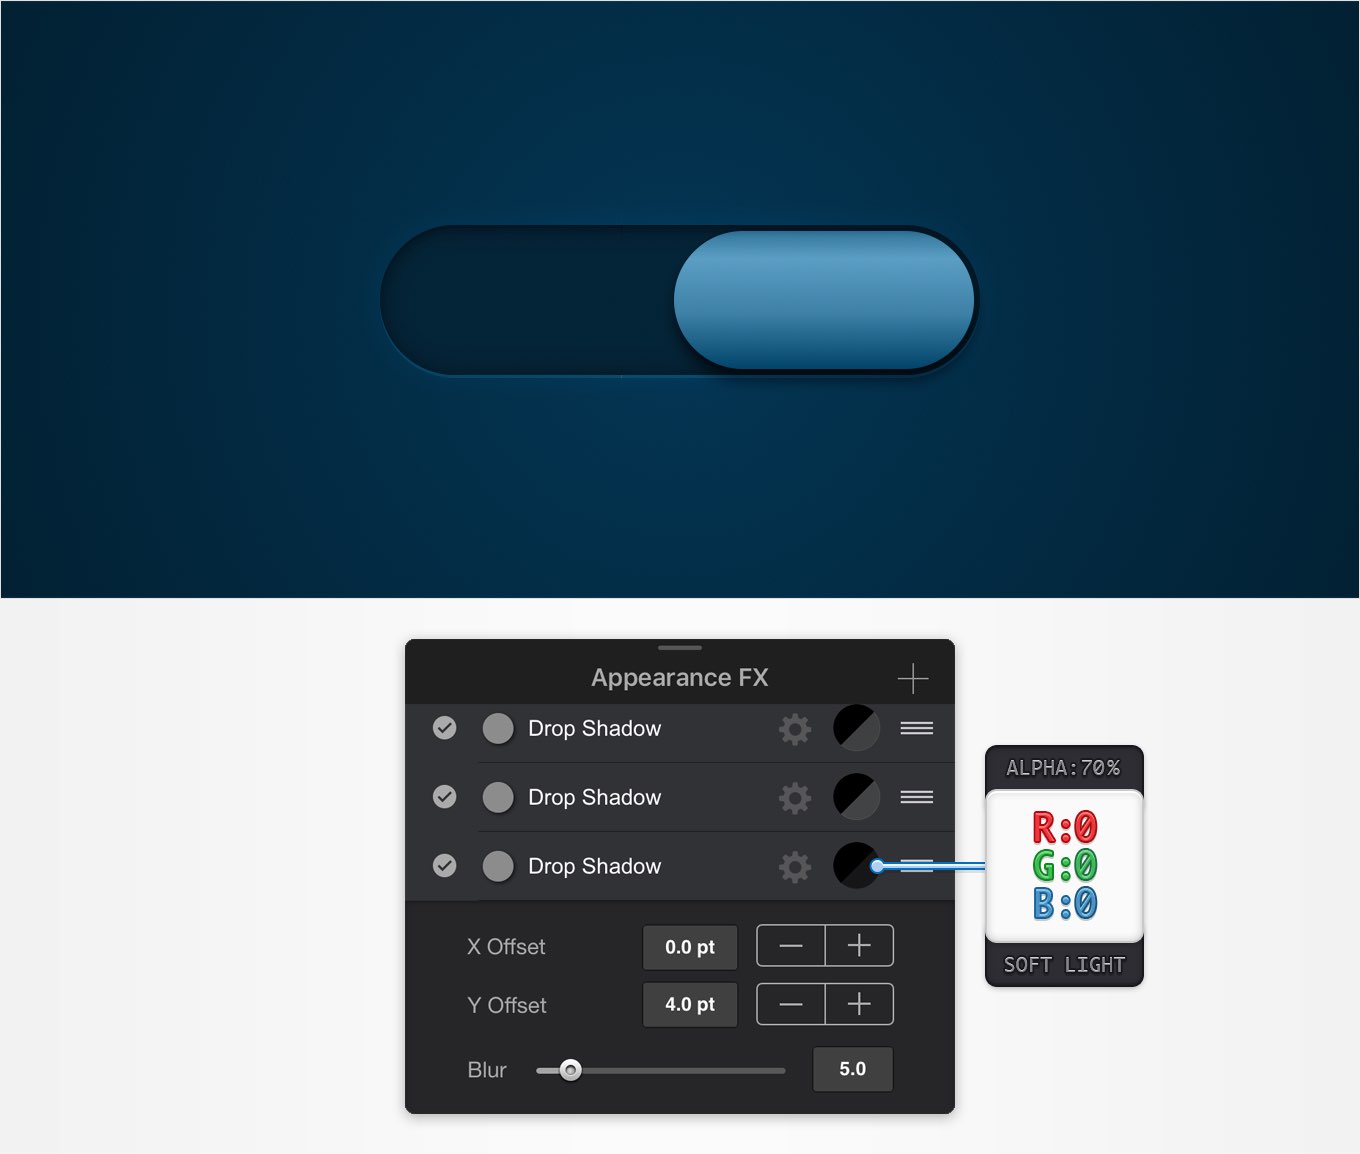 Appearance FX
Drop Shadow
Drop Shadow
Drop Shadow
X Offset 0.0 pt
Y Offset 4.0 pt
Blur 5.0
ALPHA:70%
R:0
G:0
B:0
SOFT LIGHT